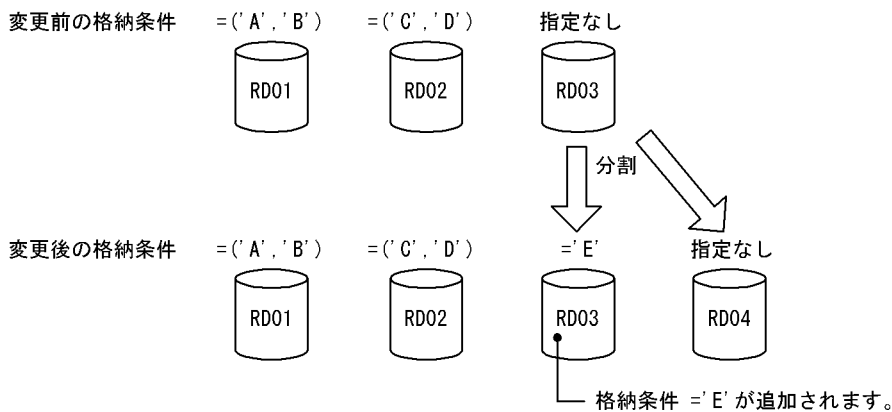 変更前の格納条件 =('A','B') =('C','D') 指定なし
RD01 RD02 RD03
分割
変更後の格納条件 =('A','B') =('C','D') ='E' 指定なし
RD01 RD02 RD03 RD04
格納条件 ='E'が追加されます。